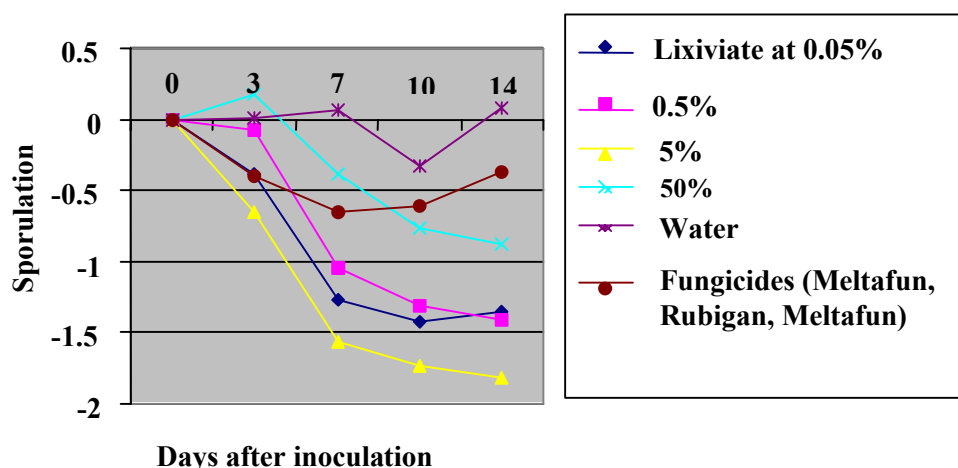 0.5
0
-0.5
-1
-1.5
-2
Sporulation
0 3 7 10 14
Days after inoculation
Lixiviate at 0.05%
0.5%
5%
50%
Water
Fungicides (Meltafun,
Rubigan, Meltafun)